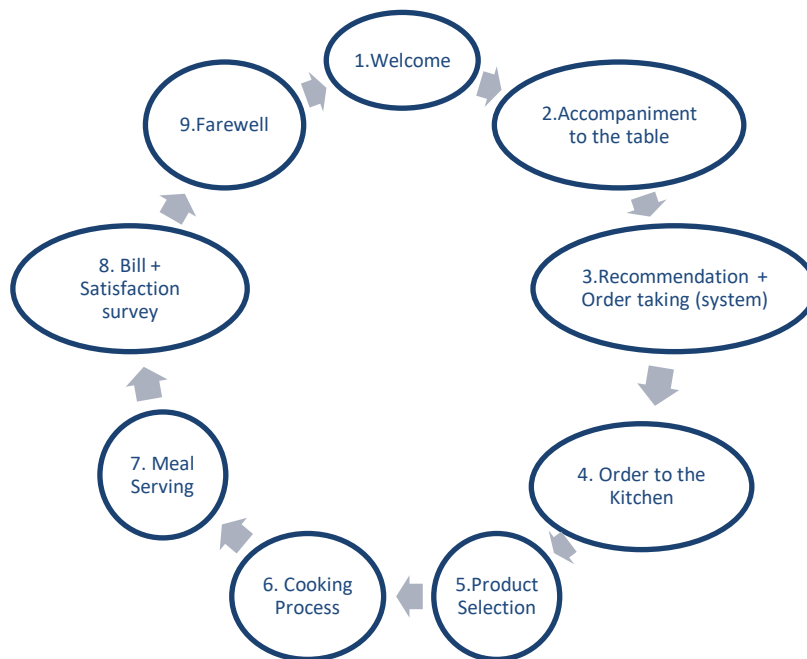 1.Welcome
2.Accompaniment
to the table
3.Recommendation +
Order taking (system)
4. Order to the
Kitchen
5.Product
Selection
6. Cooking
Process
7. Meal
Serving
8. Bill +
Satisfaction
survey
9.Farewell